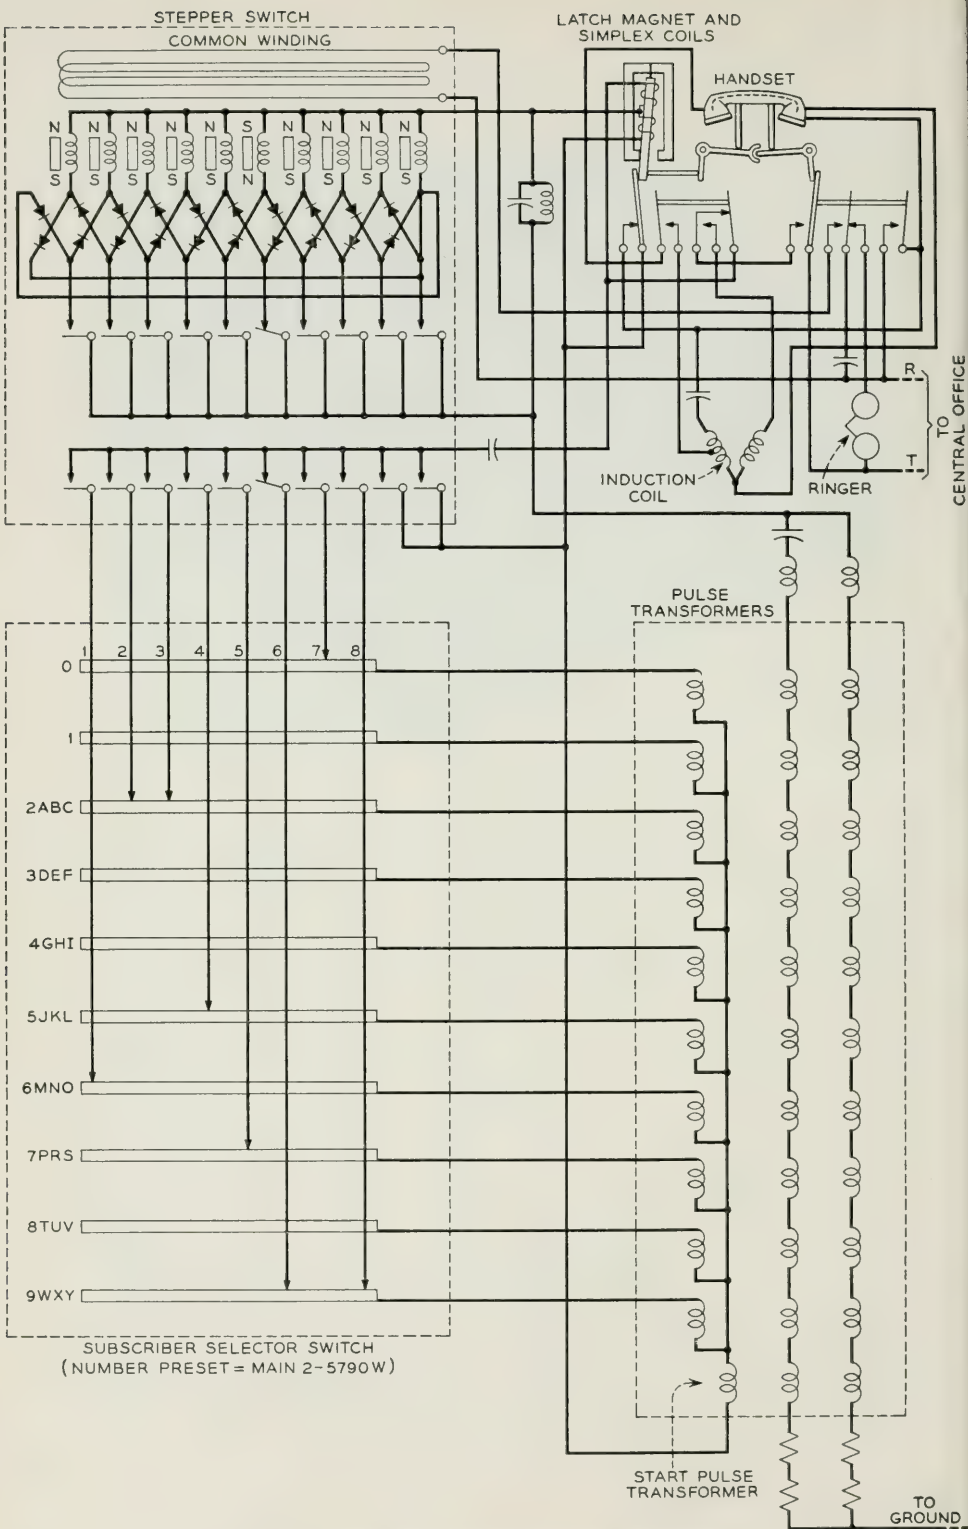 STEPPER SWITCH
COMMON WINDING
LATCH MAGNET AND
SIMPLEX COILS
HANDSET
N N N N N S N N N N
S S S S S N S S S S
R
TO
CENTRAL OFFICE
T
INDUCTION
COIL
RINGER
PULSE
TRANSFORMERS
1 2 3 4 5 6 7 8
0
1
2ABC
3DEF
4GHI
5JKL
6MNO
7PRS
8TUV
9WXY
SUBSCRIBER SELECTOR SWITCH
(NUMBER PRESET = MAIN 2-5790W)
START PULSE
TRANSFORMER
TO
GROUND